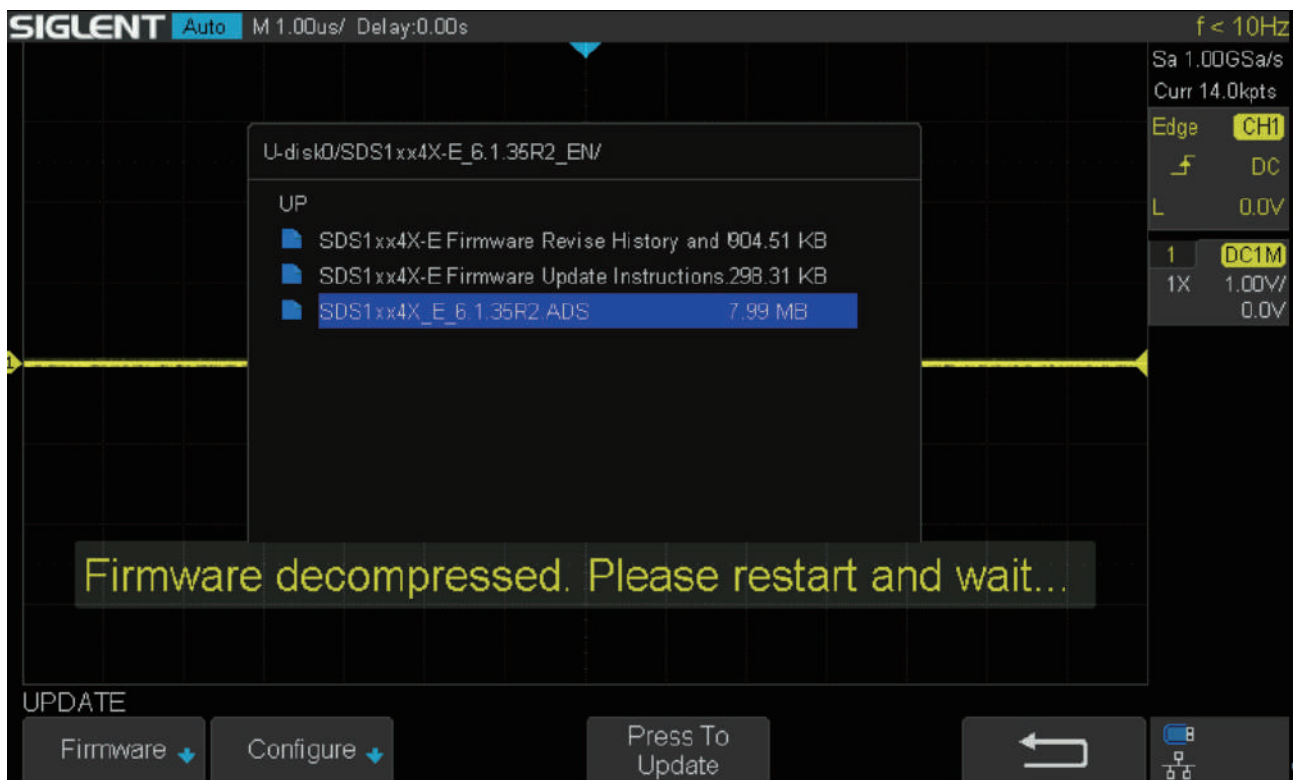 SIGLENT Auto M 1.00us/ Delay:0.00s f < 10Hz
Sa 1.00GSa/s
Curr 14.0kpts
Edge CH1
DC
L 0.0V
1 DC1M
1X 1.00V/
0.0V
U-disk0/SDS1xx4X-E_6.1.35R2_EN/
UP
SDS1xx4X-E Firmware Revise History and 904.51 KB
SDS1xx4X-E Firmware Update Instructions.298.31 KB
SDS1xx4X_E_6.1.35R2.ADS 7.99 MB
1
Firmware decompressed. Please restart and wait...
UPDATE
Firmware Configure Press To
Update